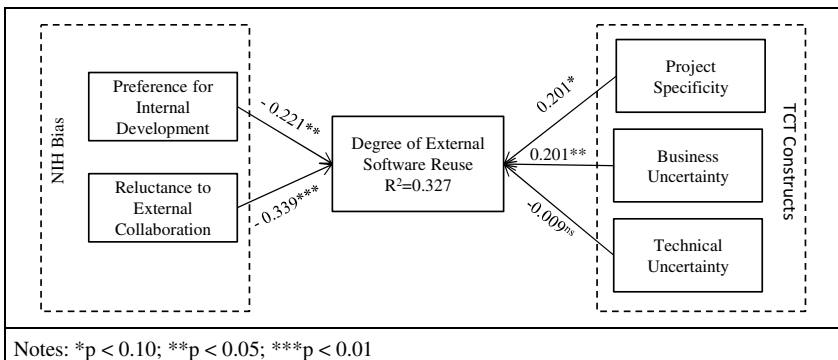 NIH Bias
Preference for
Internal
Development
Reluctance to
External
Collaboration
- 0.221**
- 0.339***
Degree of External
Software Reuse
R²=0.327
0.201*
0.201**
-0.009ⁿˢ
Project
Specificity
Business
Uncertainty
Technical
Uncertainty
TCT Constructs
Notes: *p < 0.10; **p < 0.05; ***p < 0.01